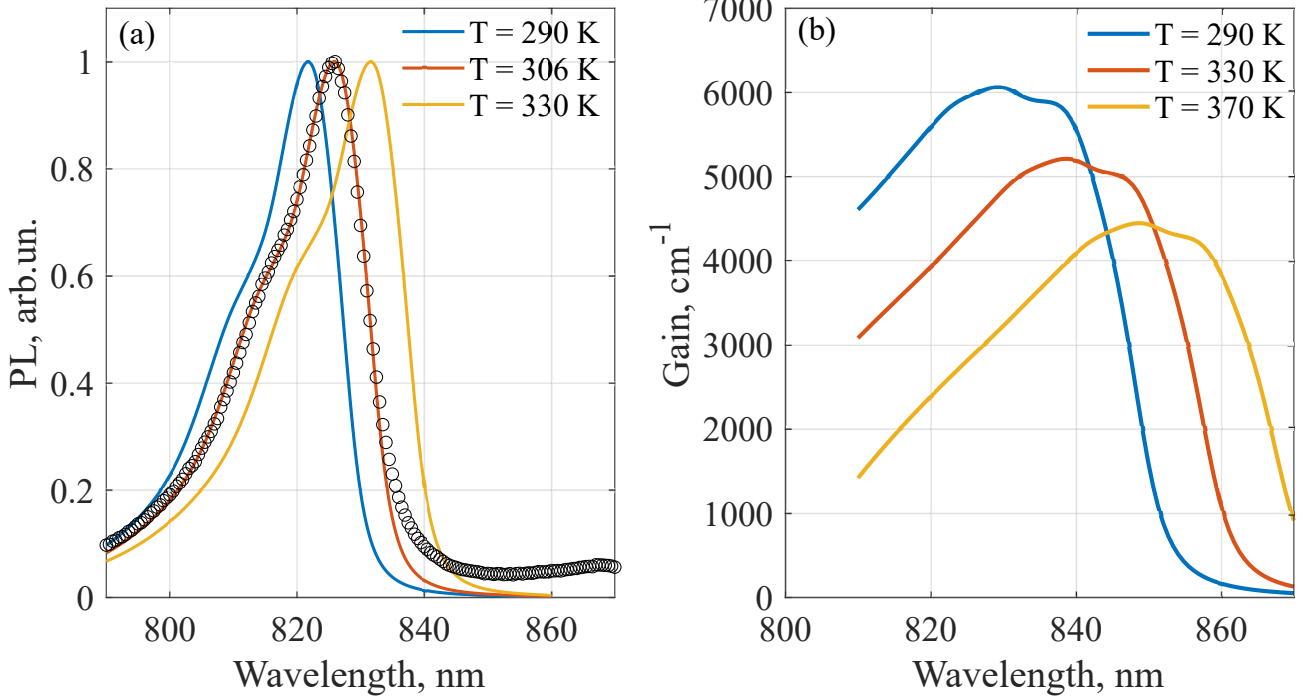 (a)
T = 290 K
T = 306 K
T = 330 K
1
0.8
0.6
0.4
0.2
0
800
820
840
860
PL, arb.un.
Wavelength, nm
(b)
T = 290 K
T = 330 K
T = 370 K
7000
6000
5000
4000
3000
2000
1000
0
800
820
840
860
Gain, cm-1
Wavelength, nm